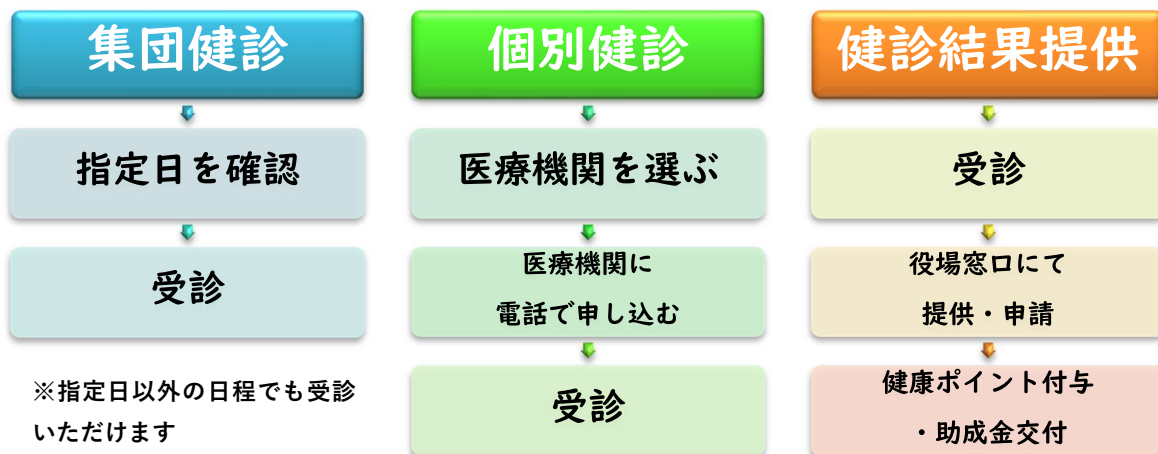 集団健診
指定日を確認
受診
※指定日以外の日程でも受診
いただけます
個別健診
医療機関を選ぶ
医療機関に
電話で申し込む
受診
健診結果提供
受診
役場窓口にて
提供・申請
健康ポイント付与
・助成金交付